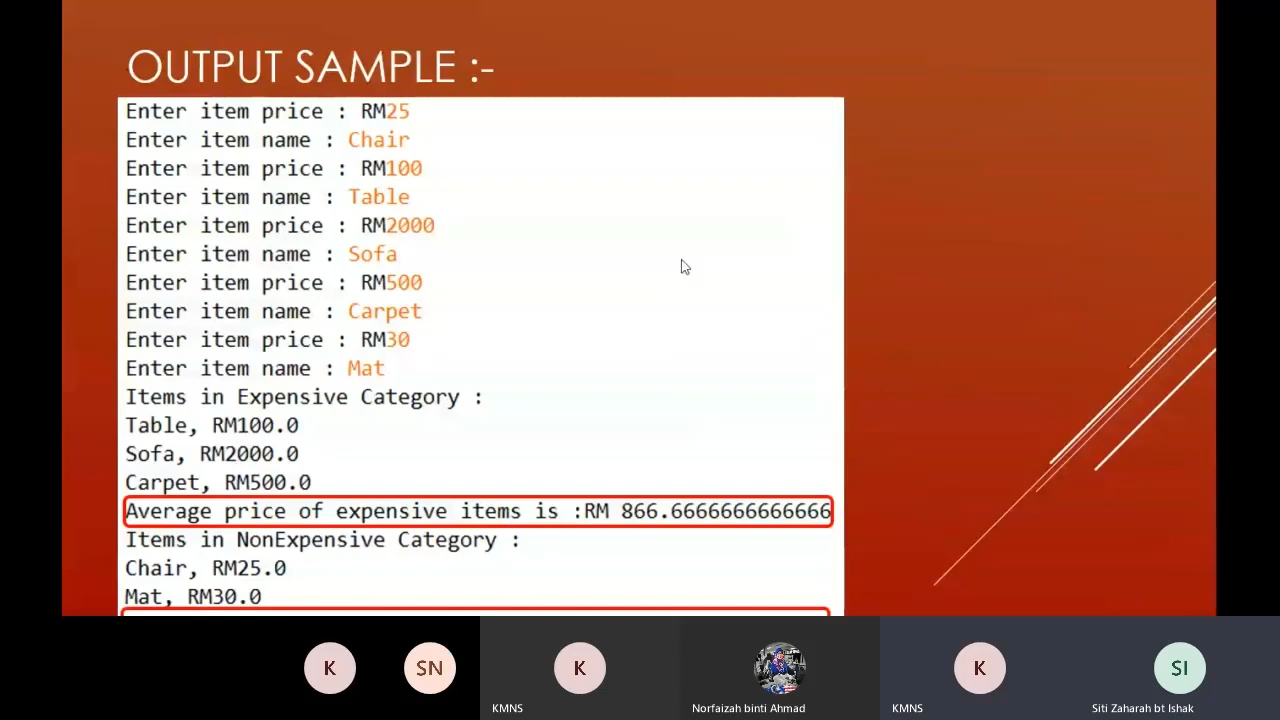 OUTPUT SAMPLE :-
Enter item price : RM25
Enter item name : Chair
Enter item price : RM100
Enter item name : Table
Enter item price : RM2000
Enter item name : Sofa
Enter item price : RM500
Enter item name : Carpet
Enter item price : RM30
Enter item name : Mat
Items in Expensive Category :
Table, RM100.0
Sofa, RM2000.0
Carpet, RM500.0
Average price of expensive items is :RM 866.6666666666666
Items in NonExpensive Category :
Chair, RM25.0
Mat, RM30.0
K SN K K SI
KMNS Norfaizah binti Ahmad KMNS Siti Zaharah bt Ishak